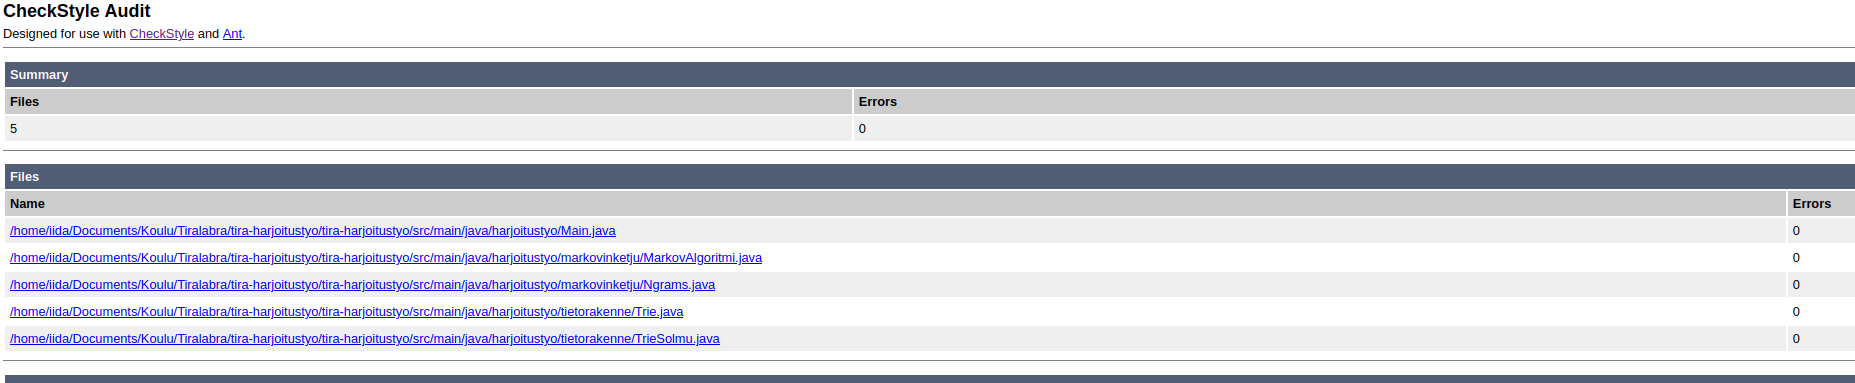 CheckStyle Audit
Designed for use with CheckStyle and Ant.
Summary
Files Errors
5 0
Files
Name Errors
/home/iida/Documents/Koulu/Tiralabra/tira-harjoitustyo/tira-harjoitustyo/src/main/java/harjoitustyo/Main.java 0
/home/iida/Documents/Koulu/Tiralabra/tira-harjoitustyo/tira-harjoitustyo/src/main/java/harjoitustyo/markovinketju/MarkovAlgoritmi.java 0
/home/iida/Documents/Koulu/Tiralabra/tira-harjoitustyo/tira-harjoitustyo/src/main/java/harjoitustyo/markovinketju/Ngrams.java 0
/home/iida/Documents/Koulu/Tiralabra/tira-harjoitustyo/tira-harjoitustyo/src/main/java/harjoitustyo/tietorakenne/Trie.java 0
/home/iida/Documents/Koulu/Tiralabra/tira-harjoitustyo/tira-harjoitustyo/src/main/java/harjoitustyo/tietorakenne/TrieSolmu.java 0